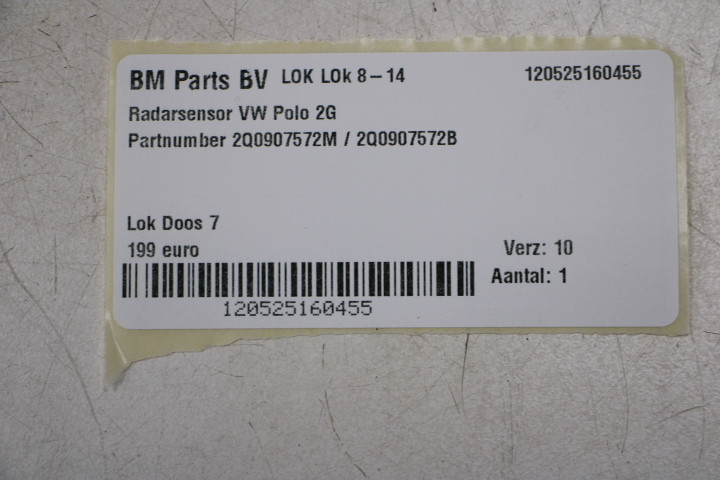 BM Parts BV LOK LOk 8-14 120525160455
Radarsensor VW Polo 2G
Partnumber 2Q0907572M / 2Q0907572B
Lok Doos 7
199 euro Verz: 10
Aantal: 1
120525160455